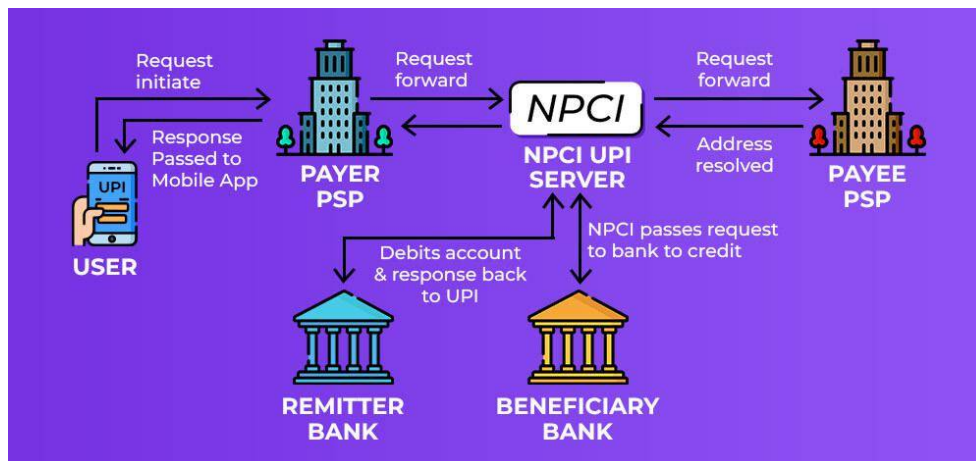 Request
initiate
Request
forward
Request
forward
NPCI
Response
Passed to
Mobile App
Address
resolved
UPI
PAYER
PSP
NPCI UPI
SERVER
PAYEE
PSP
USER
Debits account
& response back
to UPI
NPCI passes request
to bank to credit
REMITTER
BANK
BENEFICIARY
BANK